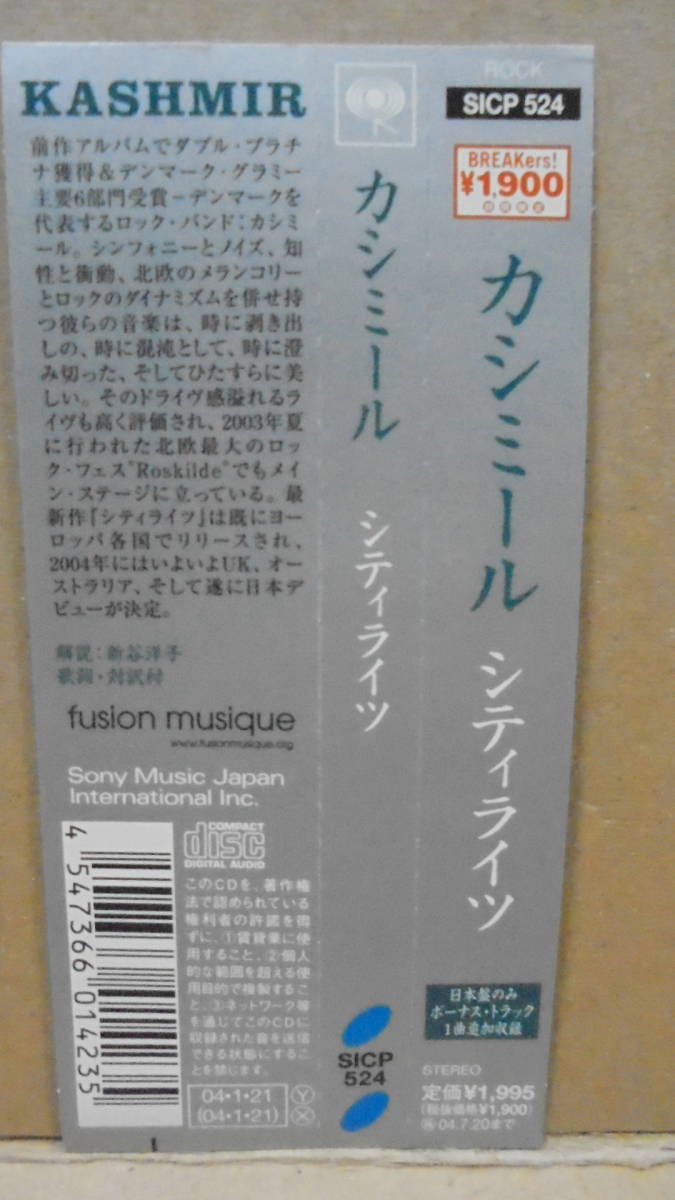 KASHMIR
前作アルバムでダブル・プラチ
ナ獲得&デンマーク・グラミー
主要6部門受賞－デンマークを
代表するロック・バンド:カシミ
ール。シンフォニーとノイズ、知
性と衝動、北欧のメランコリー
とロックのダイナミズムを併せ持
つ彼らの音楽は、時に剥き出
しの、時に混沌として、時に澄
み切った、そしてひたすらに美
しい。そのドライヴ感溢れるラ
イヴも高く評価され、2003年夏
に行われた北欧最大のロッ
ク・フェス"Roskilde"でもメイ
ン・ステージに立っている。最
新作『シティライツ』は既にヨー
ロッパ各国でリリースされ、
2004年にはいよいよUK、オー
ストラリア、そして遂に日本デ
ビューが決定。
解説:新谷洋子
歌詞・対訳付
fusion musique
www.fusionmusique.org
Sony Music Japan
International Inc.
4 547366 014235
COMPACT
disc
DIGITAL AUDIO
このCDを、著作権
法で認められている
権利者の許諾を得
ずに、①賃貸業に使
用すること、②個人
的な範囲を超える使
用目的で複製するこ
と、③ネットワーク等
を通じてこのCDに
収録された音を送信
できる状態にするこ
とを禁じます。
04・1・21 Ⓨ
(04・1・21) Ⓧ
カシミール
シティライツ
SICP
524
ROCK
SICP 524
BREAKers!
¥1,900
期間限定
カシミール
シティライツ
日本盤のみ
ボーナス・トラック
1曲追加収録
STEREO
定価¥1,995
(税抜価格¥1,900)
04.7.20まで